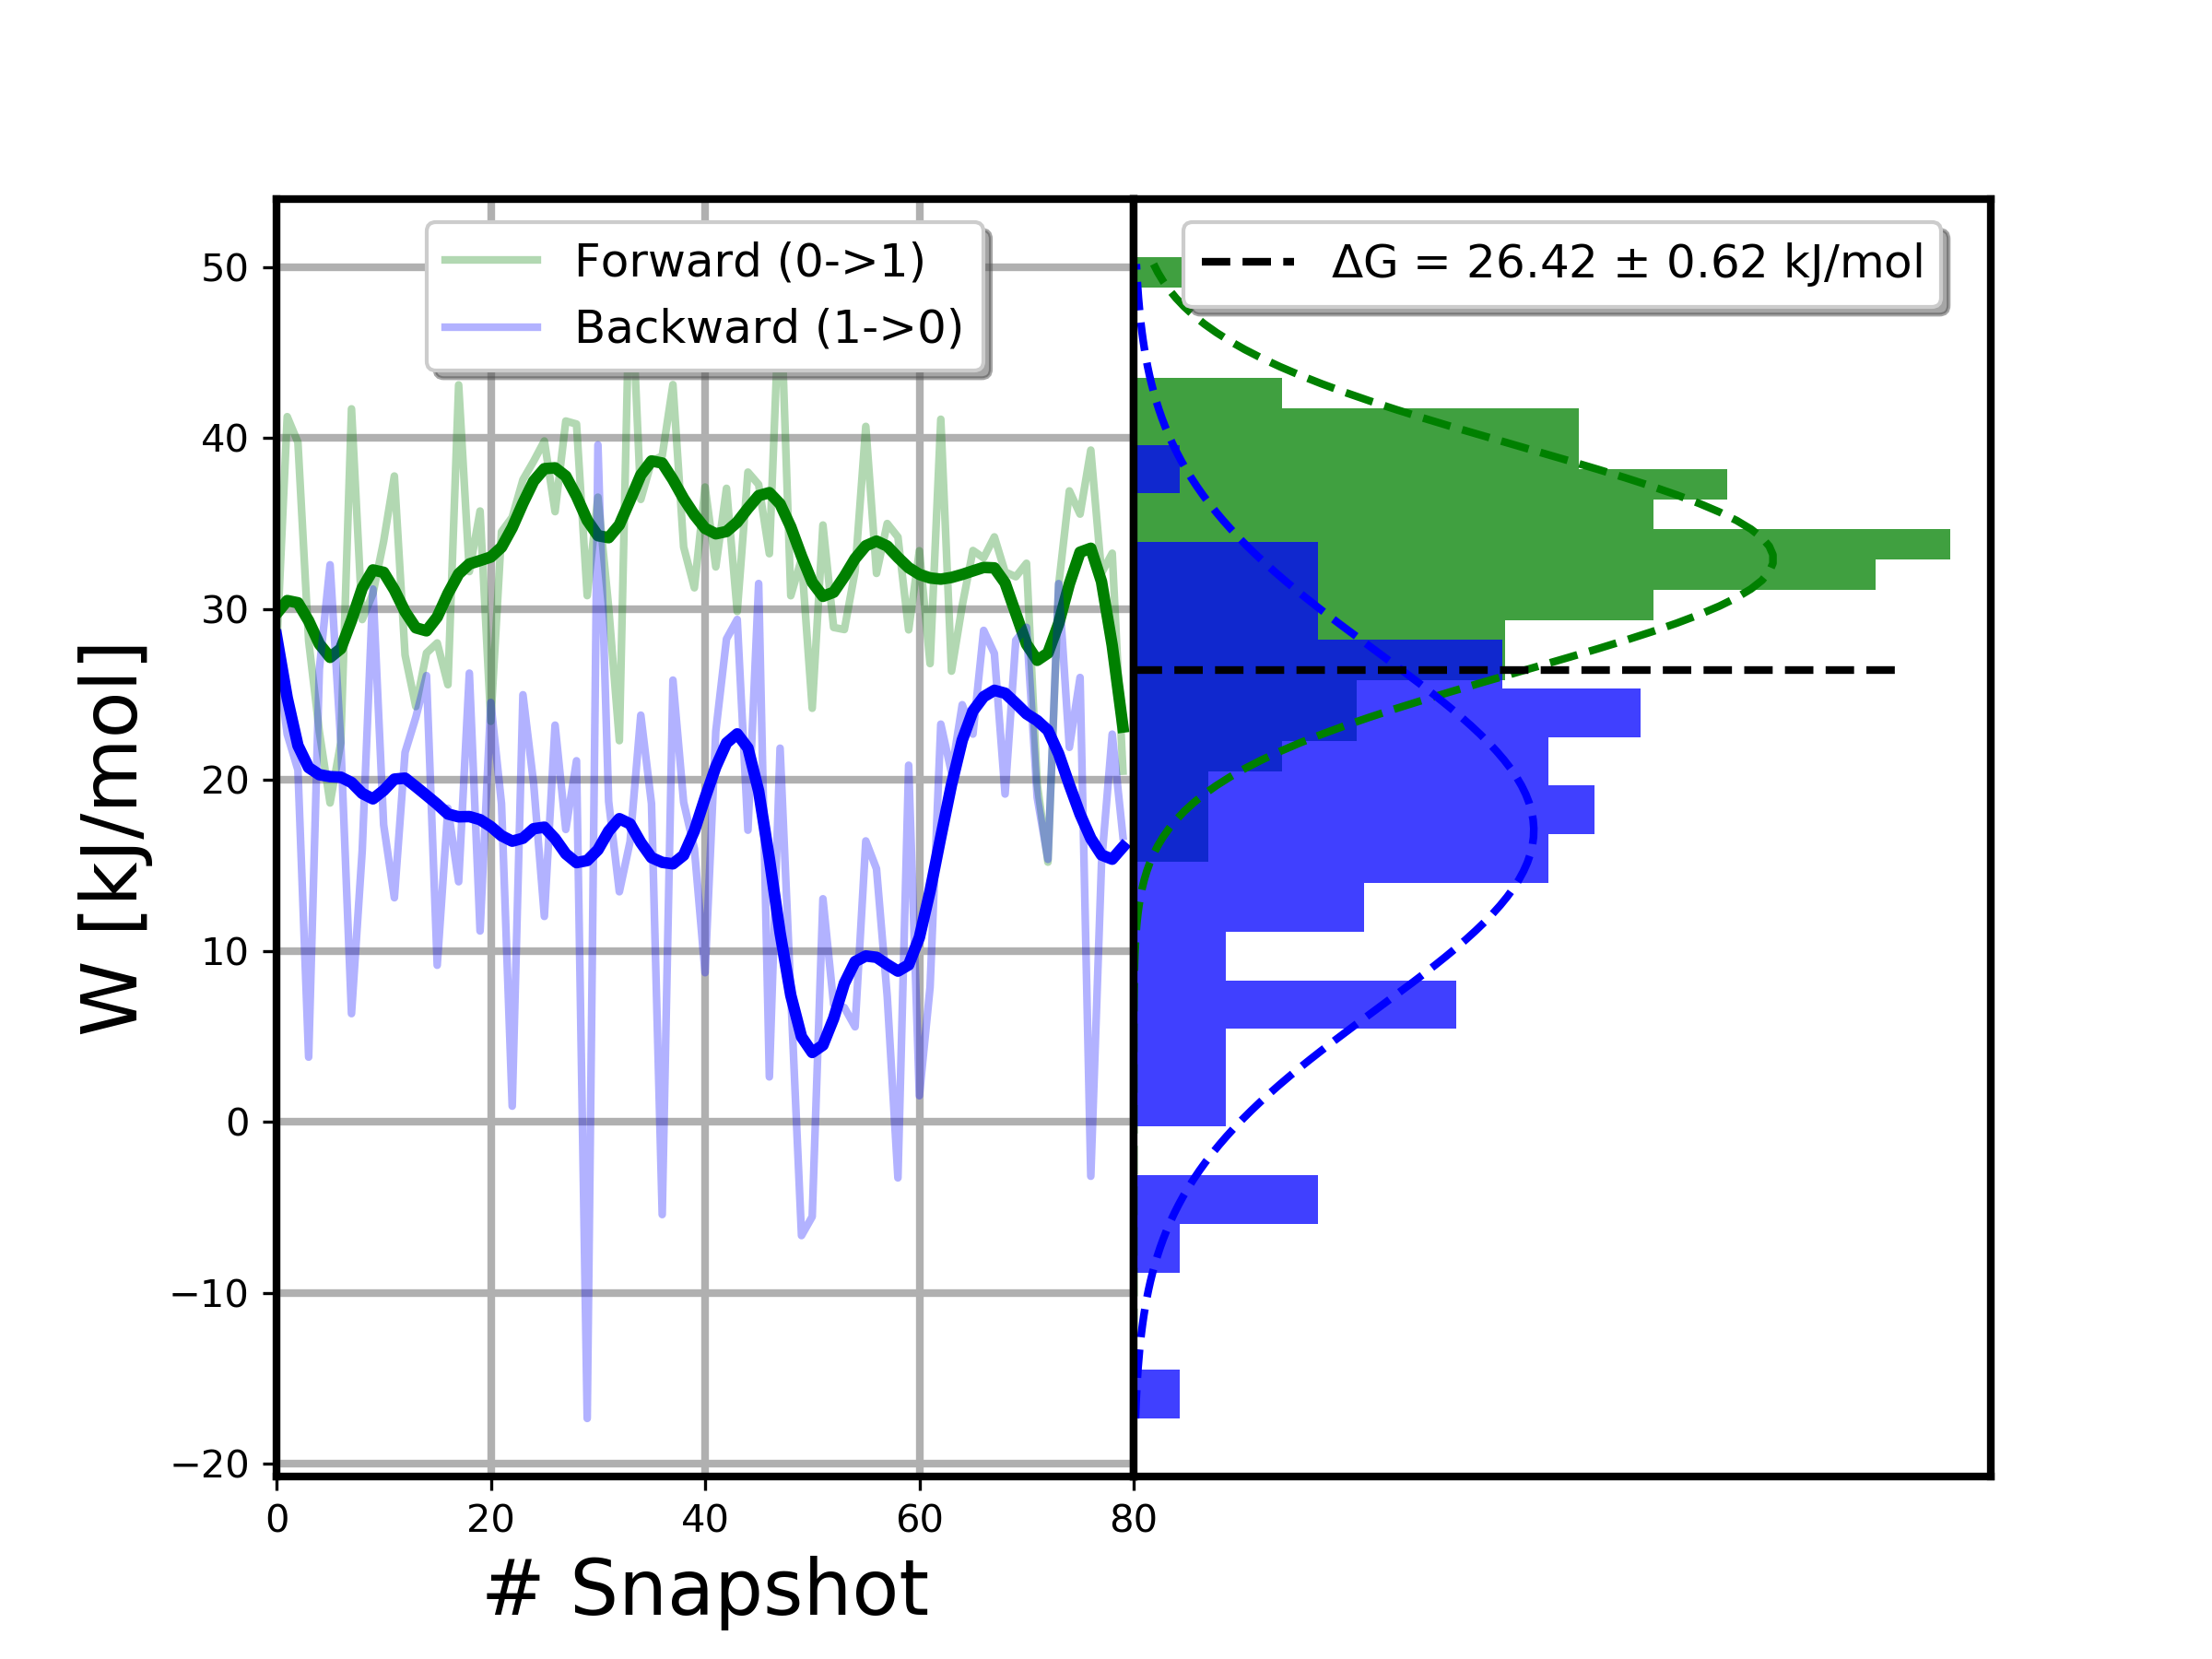 Forward (0->1)
Backward (1->0)
ΔG = 26.42 ± 0.62 kJ/mol
W [kJ/mol]
50
40
30
20
10
0
−10
−20
0 20 40 60 80
# Snapshot